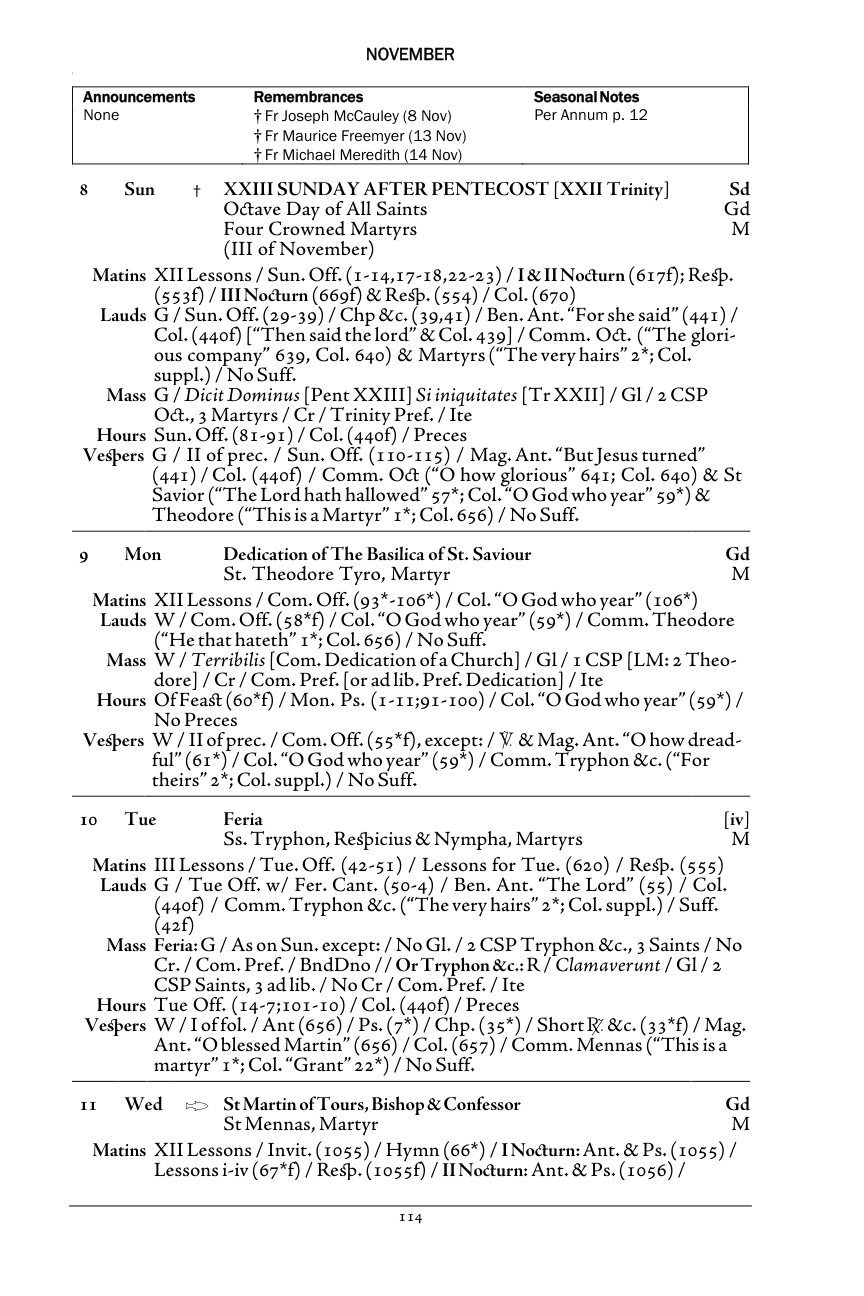 NOVEMBER
Announcements
None
Remembrances
† Fr Joseph McCauley (8 Nov)
† Fr Maurice Freemyer (13 Nov)
† Fr Michael Meredith (14 Nov)
Seasonal Notes
Per Annum p. 12
8 Sun † XXIII SUNDAY AFTER PENTECOST [XXII Trinity] Sd
Octave Day of All Saints Gd
Four Crowned Martyrs M
(III of November)
Matins XII Lessons / Sun. Off. (1-14,17-18,22-23) / I & II Nocturn (617f); Resp.
(553f) / III Nocturn (669f) & Resp. (554) / Col. (670)
Lauds G / Sun. Off. (29-39) / Chp &c. (39,41) / Ben. Ant. “For she said” (441) /
Col. (440f) [“Then said the lord” & Col. 439] / Comm. Oct. (“The glori-
ous company” 639, Col. 640) & Martyrs (“The very hairs” 2*; Col.
suppl.) / No Suff.
Mass G / Dicit Dominus [Pent XXIII] Si iniquitates [Tr XXII] / Gl / 2 CSP
Oct., 3 Martyrs / Cr / Trinity Pref. / Ite
Hours Sun. Off. (81-91) / Col. (440f) / Preces
Vespers G / II of prec. / Sun. Off. (110-115) / Mag. Ant. “But Jesus turned”
(441) / Col. (440f) / Comm. Oct (“O how glorious” 641; Col. 640) & St
Savior (“The Lord hath hallowed” 57*; Col. “O God who year” 59*) &
Theodore (“This is a Martyr” 1*; Col. 656) / No Suff.
9 Mon Dedication of The Basilica of St. Saviour Gd
St. Theodore Tyro, Martyr M
Matins XII Lessons / Com. Off. (93*-106*) / Col. “O God who year” (106*)
Lauds W / Com. Off. (58*f) / Col. “O God who year” (59*) / Comm. Theodore
(“He that hateth” 1*; Col. 656) / No Suff.
Mass W / Terribilis [Com. Dedication of a Church] / Gl / 1 CSP [LM: 2 Theo-
dore] / Cr / Com. Pref. [or ad lib. Pref. Dedication] / Ite
Hours Of Feast (60*f) / Mon. Ps. (1-11;91-100) / Col. “O God who year” (59*) /
No Preces
Vespers W / II of prec. / Com. Off. (55*f), except: / ℣ & Mag. Ant. “O how dread-
ful” (61*) / Col. “O God who year” (59*) / Comm. Tryphon &c. (“For
theirs” 2*; Col. suppl.) / No Suff.
10 Tue Feria [iv]
Ss. Tryphon, Respicius & Nympha, Martyrs M
Matins III Lessons / Tue. Off. (42-51) / Lessons for Tue. (620) / Resp. (555)
Lauds G / Tue Off. w/ Fer. Cant. (50-4) / Ben. Ant. “The Lord” (55) / Col.
(440f) / Comm. Tryphon &c. (“The very hairs” 2*; Col. suppl.) / Suff.
(42f)
Mass Feria: G / As on Sun. except: / No Gl. / 2 CSP Tryphon &c., 3 Saints / No
Cr. / Com. Pref. / BndDno // Or Tryphon &c.: R / Clamaverunt / Gl / 2
CSP Saints, 3 ad lib. / No Cr / Com. Pref. / Ite
Hours Tue Off. (14-7;101-10) / Col. (440f) / Preces
Vespers W / I of fol. / Ant (656) / Ps. (7*) / Chp. (35*) / Short ℟ &c. (33*f) / Mag.
Ant. “O blessed Martin” (656) / Col. (657) / Comm. Mennas (“This is a
martyr” 1*; Col. “Grant” 22*) / No Suff.
11 Wed ➩ St Martin of Tours, Bishop & Confessor Gd
St Mennas, Martyr M
Matins XII Lessons / Invit. (1055) / Hymn (66*) / I Nocturn: Ant. & Ps. (1055) /
Lessons i-iv (67*f) / Resp. (1055f) / II Nocturn: Ant. & Ps. (1056) /
114